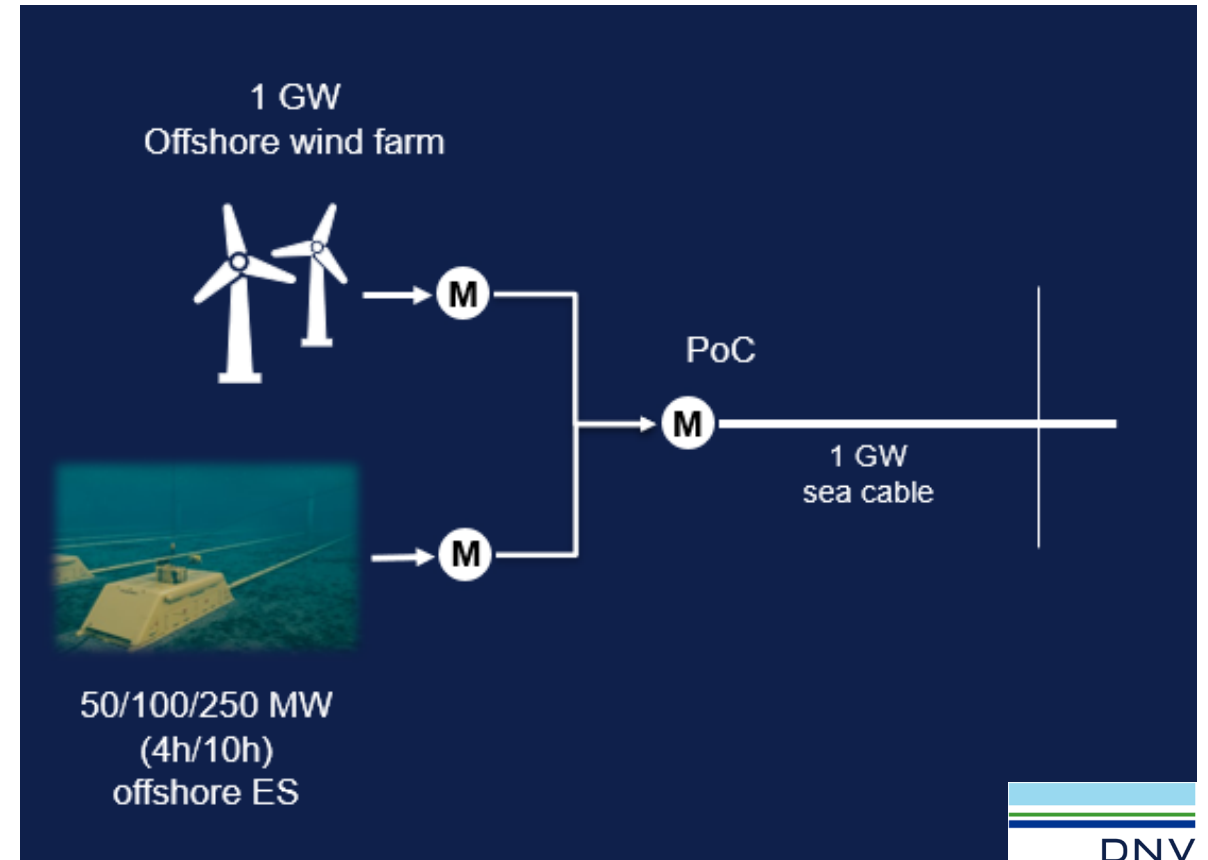 1 GW
Offshore wind farm
M
PoC
M
1 GW
sea cable
M
50/100/250 MW
(4h/10h)
offshore ES
DNV